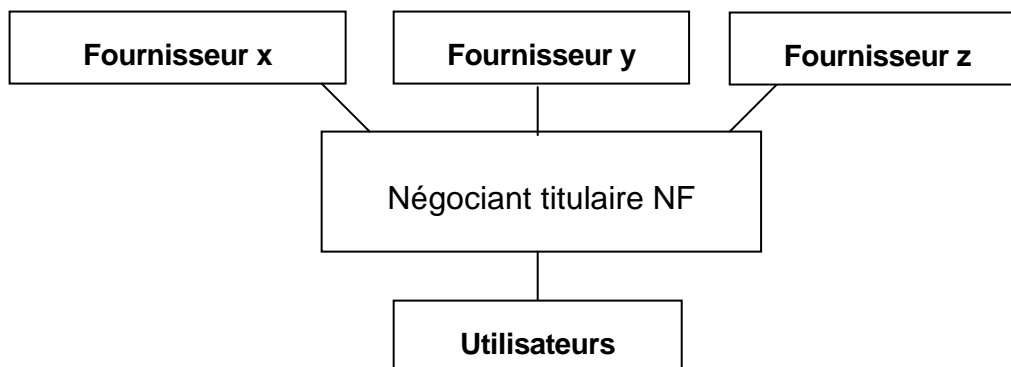 Fournisseur x
Fournisseur y
Fournisseur z
Négociant titulaire NF
Utilisateurs